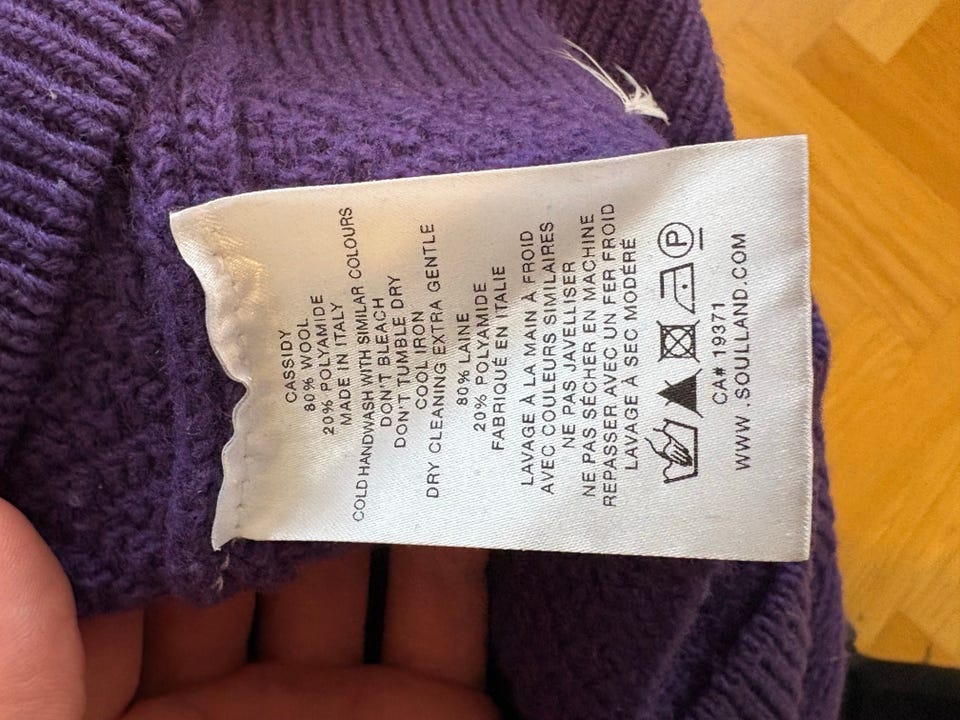 CASSIDY
80% WOOL
20% POLYAMIDE
MADE IN ITALY
COLD HANDWASH WITH SIMILAR COLOURS
DON'T BLEACH
DON'T TUMBLE DRY
COOL IRON
DRY CLEANING EXTRA GENTLE
80% LAINE
20% POLYAMIDE
FABRIQUÉ EN ITALIE
LAVAGE À LA MAIN À FROID
AVEC COULEURS SIMILAIRES
NE PAS JAVELLISER
NE PAS SÉCHER EN MACHINE
REPASSER AVEC UN FER FROID
LAVAGE À SEC MODÉRÉ
P
CA# 19371
WWW.SOULLAND.COM